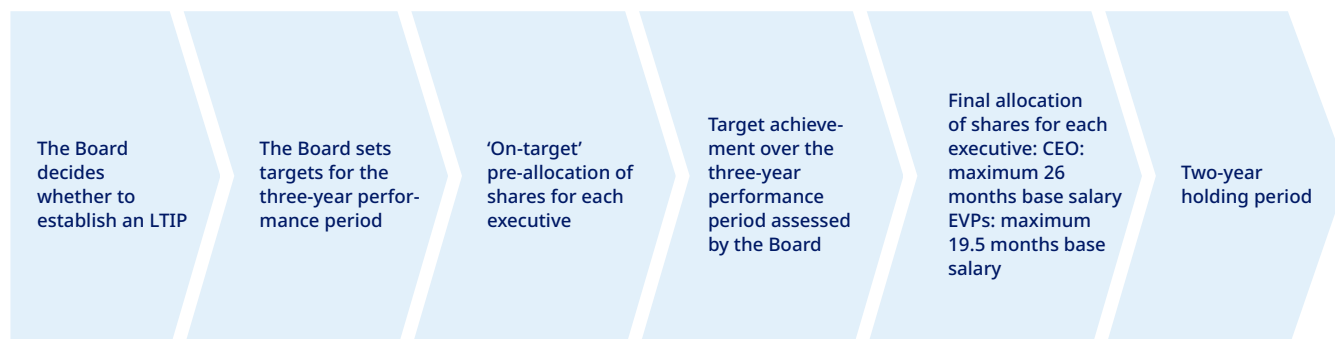 The Board
decides
whether to
establish an LTIP
The Board sets
targets for the
three-year perfor-
mance period
‘On-target’
pre-allocation of
shares for each
executive
Target achieve-
ment over the
three-year
performance
period assessed
by the Board
Final allocation
of shares for each
executive: CEO:
maximum 26
months base salary
EVPs: maximum
19.5 months base
salary
Two-year
holding period